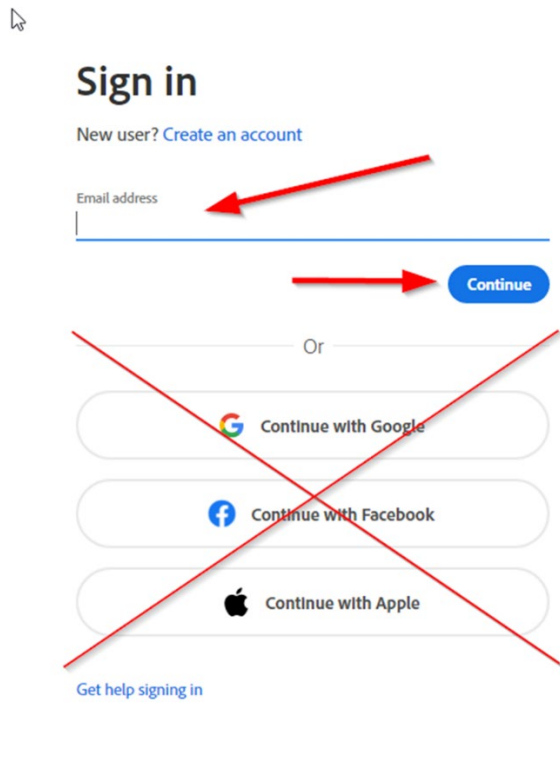 Sign in
New user? Create an account
Email address
Continue
Or
Continue with Google
Continue with Facebook
Continue with Apple
Get help signing in